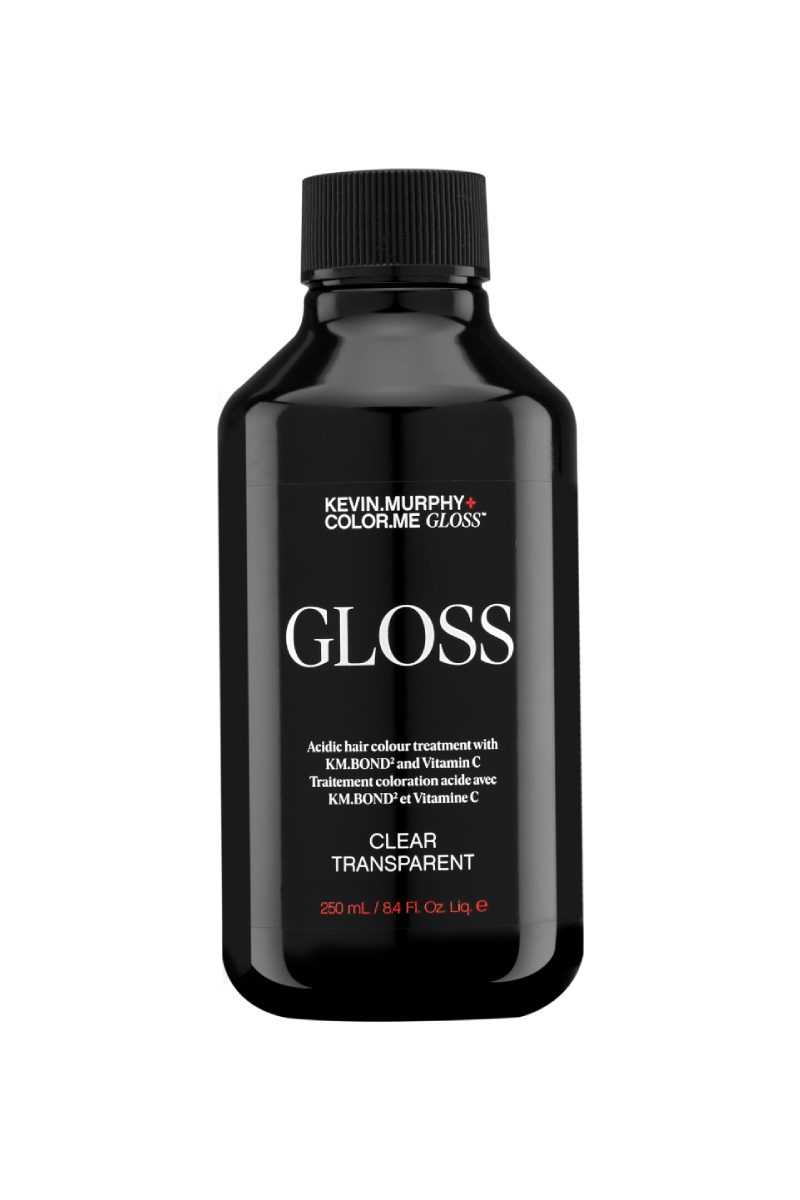 KEVIN.MURPHY+
COLOR.ME GLOSS™
GLOSS
Acidic hair colour treatment with
KM.BOND² and Vitamin C
Traitement coloration acide avec
KM.BOND² et Vitamine C
CLEAR
TRANSPARENT
250 mL / 8.4 Fl. Oz. Liq. ℮